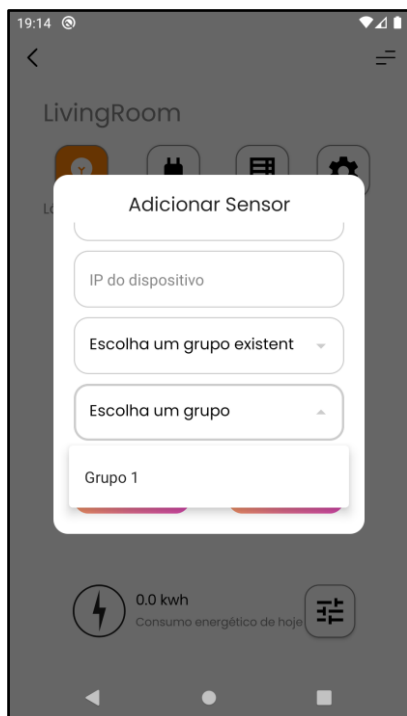 19:14
LivingRoom
Adicionar Sensor
IP do dispositivo
Escolha um grupo existent
Escolha um grupo
Grupo 1
0.0 kwh
Consumo energético de hoje